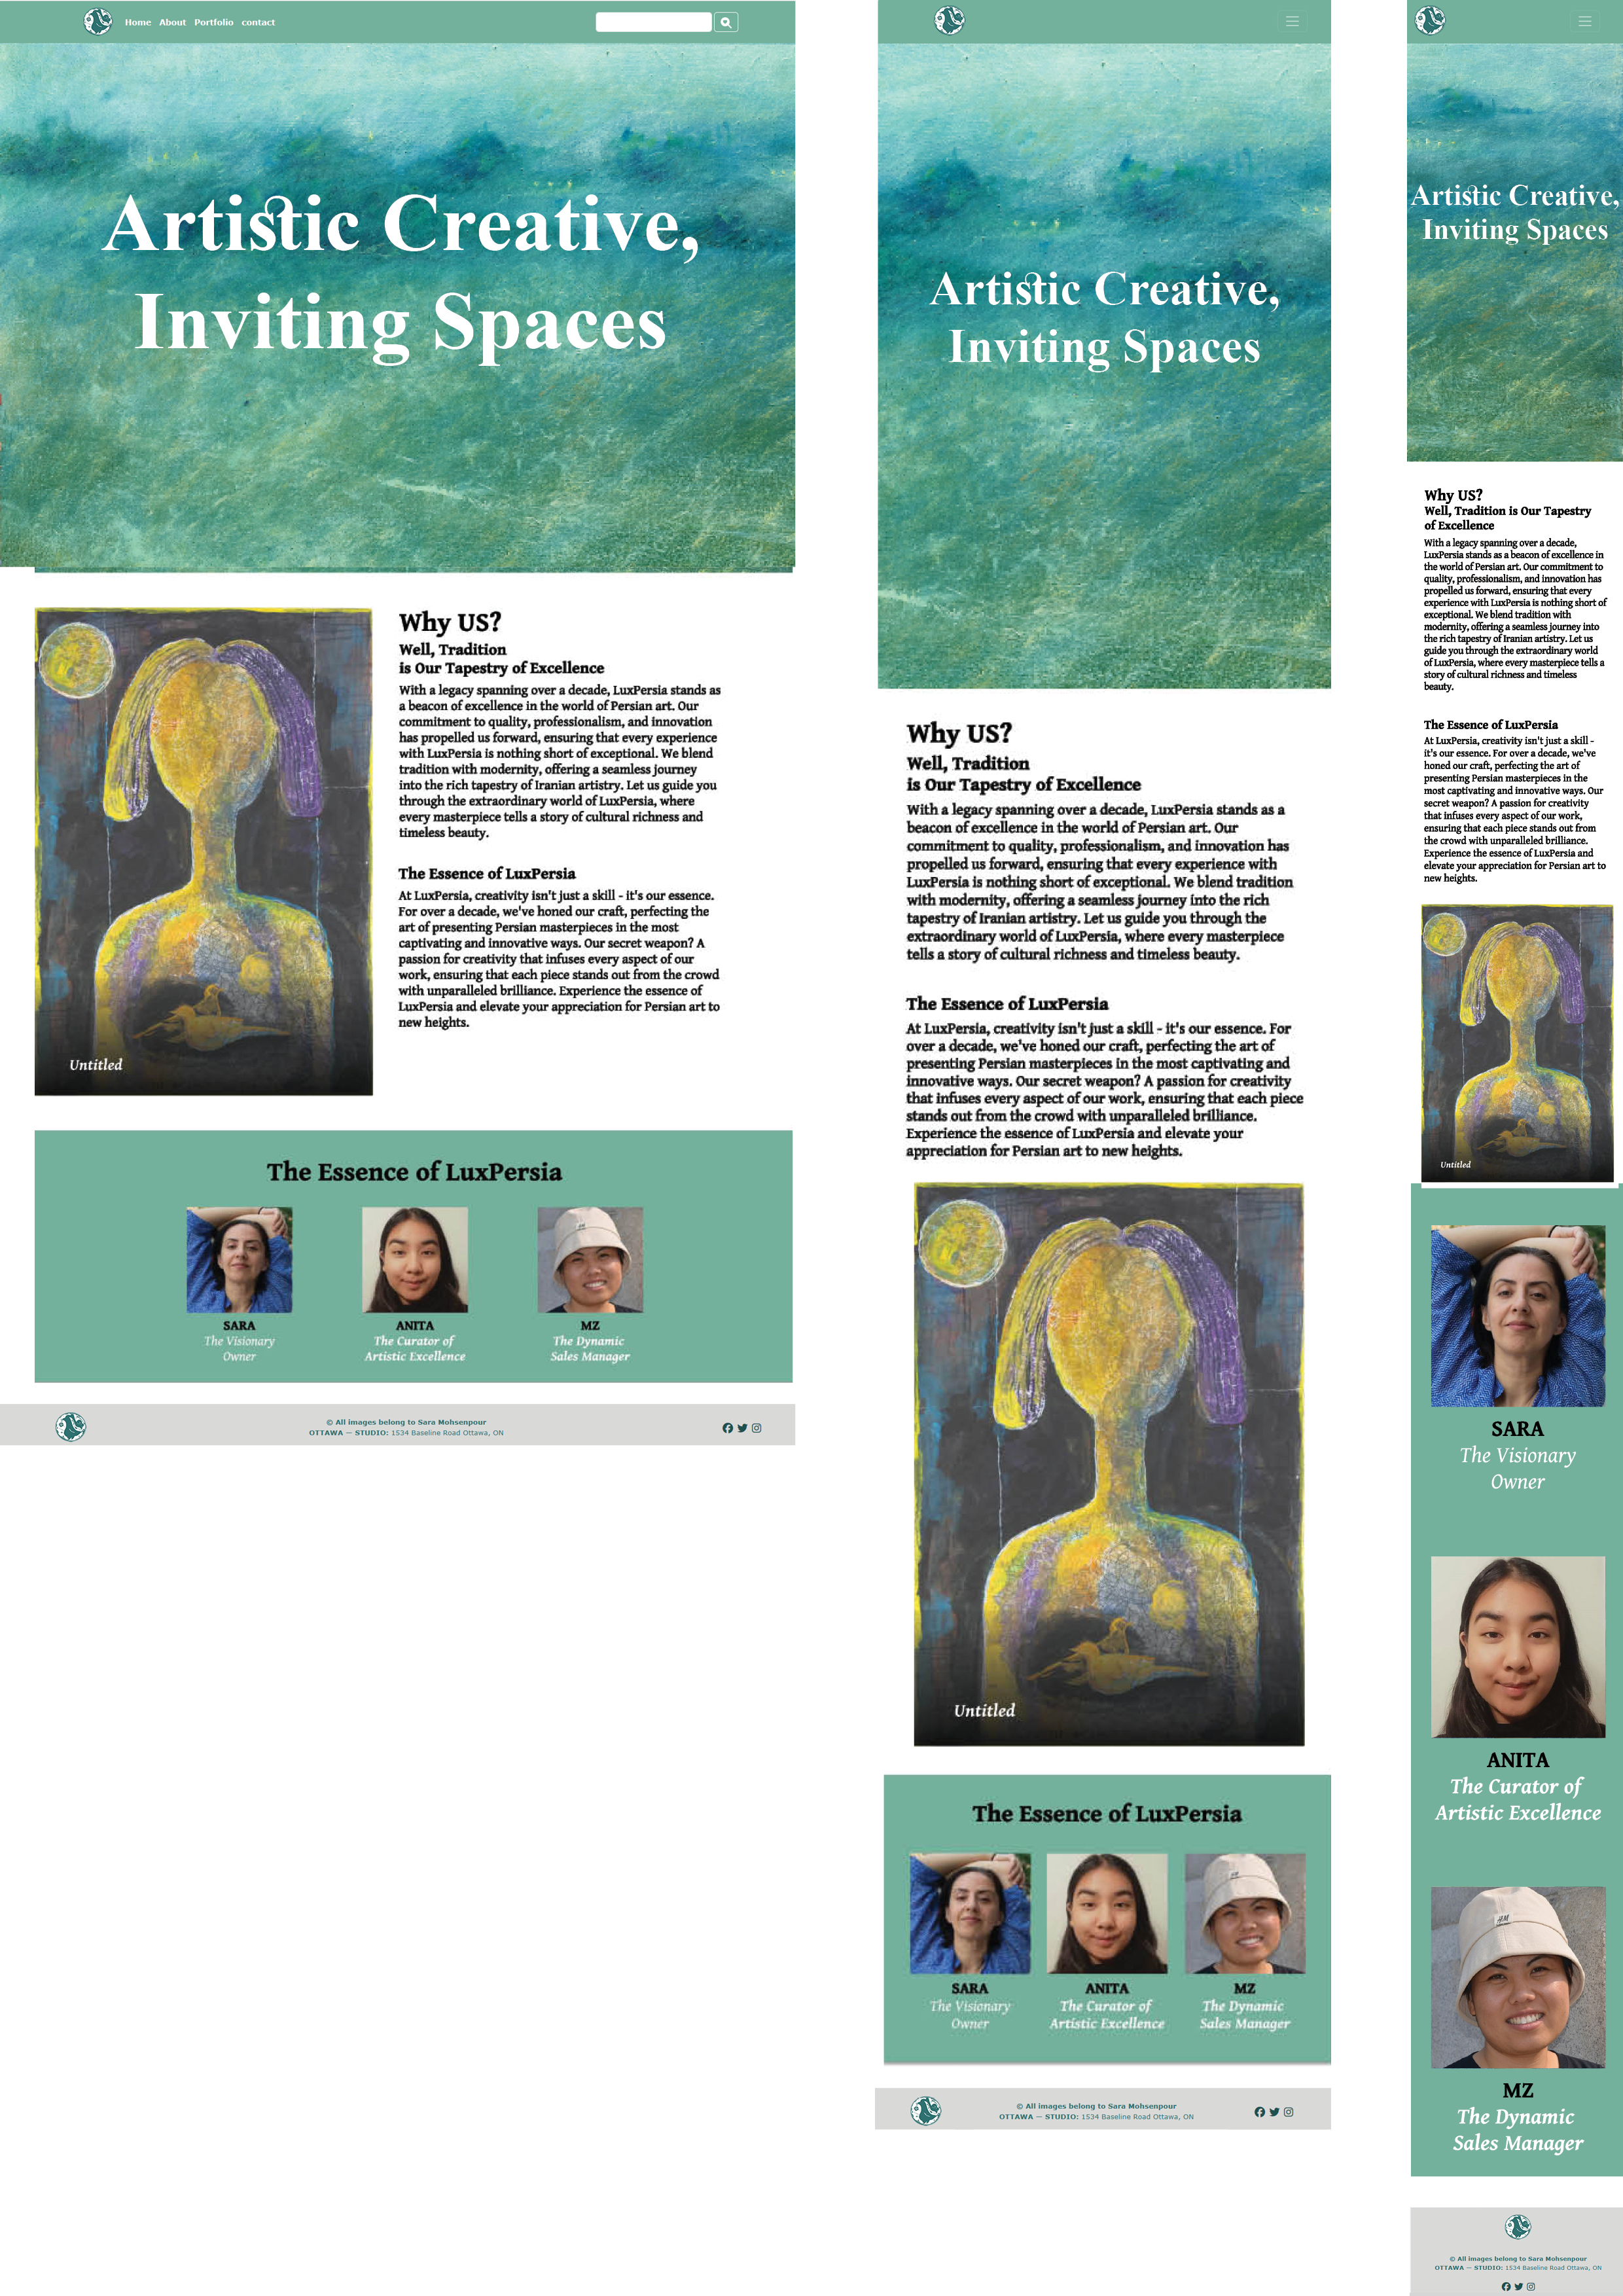 Home About Portfolio contact
Artistic Creative,
Inviting Spaces
Why US?
Well, Tradition
is Our Tapestry of Excellence
With a legacy spanning over a decade, LuxPersia stands as
a beacon of excellence in the world of Persian art. Our
commitment to quality, professionalism, and innovation
has propelled us forward, ensuring that every experience
with LuxPersia is nothing short of exceptional. We blend
tradition with modernity, offering a seamless journey
into the rich tapestry of Iranian artistry. Let us guide you
through the extraordinary world of LuxPersia, where
every masterpiece tells a story of cultural richness and
timeless beauty.
The Essence of LuxPersia
At LuxPersia, creativity isn't just a skill - it's our essence.
For over a decade, we've honed our craft, perfecting the
art of presenting Persian masterpieces in the most
captivating and innovative ways. Our secret weapon? A
passion for creativity that infuses every aspect of our
work, ensuring that each piece stands out from the crowd
with unparalleled brilliance. Experience the essence of
LuxPersia and elevate your appreciation for Persian art to
new heights.
Untitled
The Essence of LuxPersia
SARA
The Visionary
Owner
ANITA
The Curator of
Artistic Excellence
MZ
The Dynamic
Sales Manager
© All images belong to Sara Mohsenpour
OTTAWA — STUDIO: 1534 Baseline Road Ottawa, ON
Artistic Creative,
Inviting Spaces
Why US?
Well, Tradition
is Our Tapestry of Excellence
With a legacy spanning over a decade, LuxPersia stands as a
beacon of excellence in the world of Persian art. Our
commitment to quality, professionalism, and innovation has
propelled us forward, ensuring that every experience with
LuxPersia is nothing short of exceptional. We blend tradition
with modernity, offering a seamless journey into the rich
tapestry of Iranian artistry. Let us guide you through the
extraordinary world of LuxPersia, where every masterpiece
tells a story of cultural richness and timeless beauty.
The Essence of LuxPersia
At LuxPersia, creativity isn't just a skill - it's our essence. For
over a decade, we've honed our craft, perfecting the art of
presenting Persian masterpieces in the most captivating and
innovative ways. Our secret weapon? A passion for creativity
that infuses every aspect of our work, ensuring that each piece
stands out from the crowd with unparalleled brilliance.
Experience the essence of LuxPersia and elevate your
appreciation for Persian art to new heights.
Untitled
The Essence of LuxPersia
SARA
The Visionary
Owner
ANITA
The Curator of
Artistic Excellence
MZ
The Dynamic
Sales Manager
© All images belong to Sara Mohsenpour
OTTAWA — STUDIO: 1534 Baseline Road Ottawa, ON
Artistic Creative,
Inviting Spaces
Why US?
Well, Tradition is Our Tapestry
of Excellence
With a legacy spanning over a decade,
LuxPersia stands as a beacon of excellence in
the world of Persian art. Our commitment to
quality, professionalism, and innovation has
propelled us forward, ensuring that every
experience with LuxPersia is nothing short of
exceptional. We blend tradition with
modernity, offering a seamless journey into
the rich tapestry of Iranian artistry. Let us
guide you through the extraordinary world
of LuxPersia, where every masterpiece tells a
story of cultural richness and timeless
beauty.
The Essence of LuxPersia
At LuxPersia, creativity isn't just a skill -
it's our essence. For over a decade, we've
honed our craft, perfecting the art of
presenting Persian masterpieces in the
most captivating and innovative ways. Our
secret weapon? A passion for creativity
that infuses every aspect of our work,
ensuring that each piece stands out from
the crowd with unparalleled brilliance.
Experience the essence of LuxPersia and
elevate your appreciation for Persian art to
new heights.
Untitled
SARA
The Visionary
Owner
ANITA
The Curator of
Artistic Excellence
HM
MZ
The Dynamic
Sales Manager
© All images belong to Sara Mohsenpour
OTTAWA — STUDIO: 1534 Baseline Road Ottawa, ON